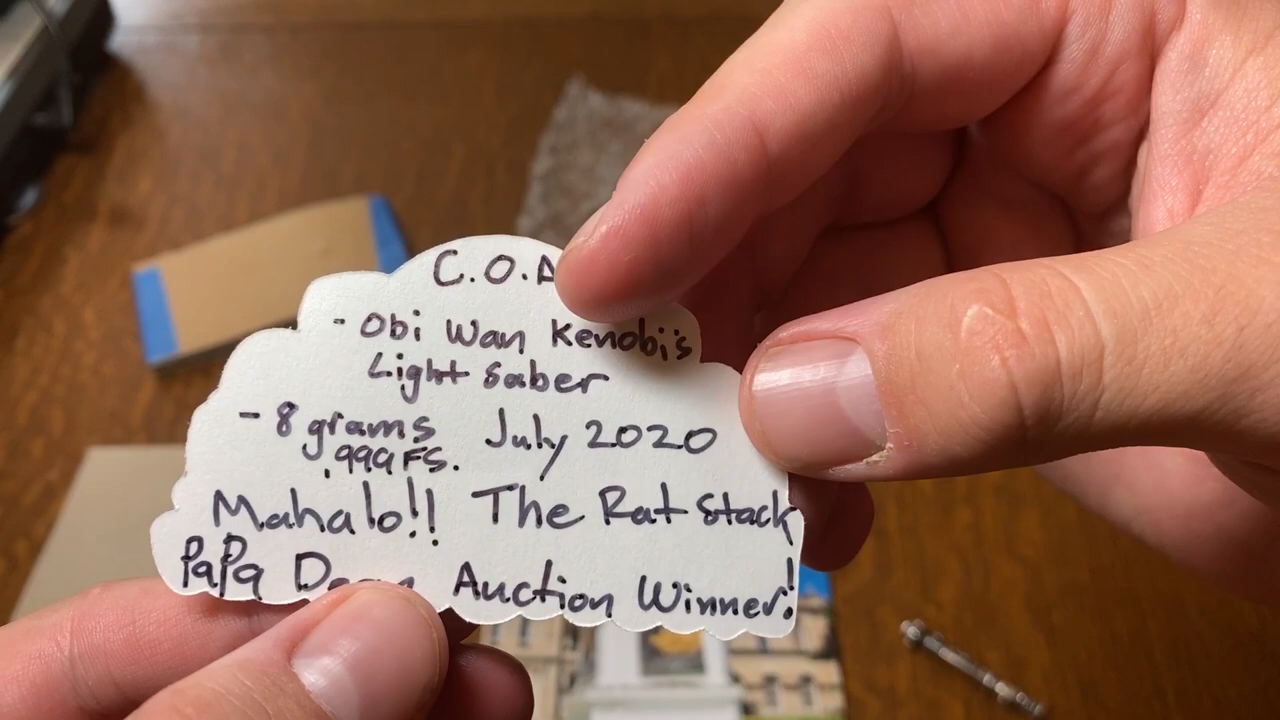 C.O.A
- Obi Wan Kenobi's
Light Saber
- 8 grams July 2020
.999 FS.
Mahalo!! The Rat Stack
PaPa Auction Winner!